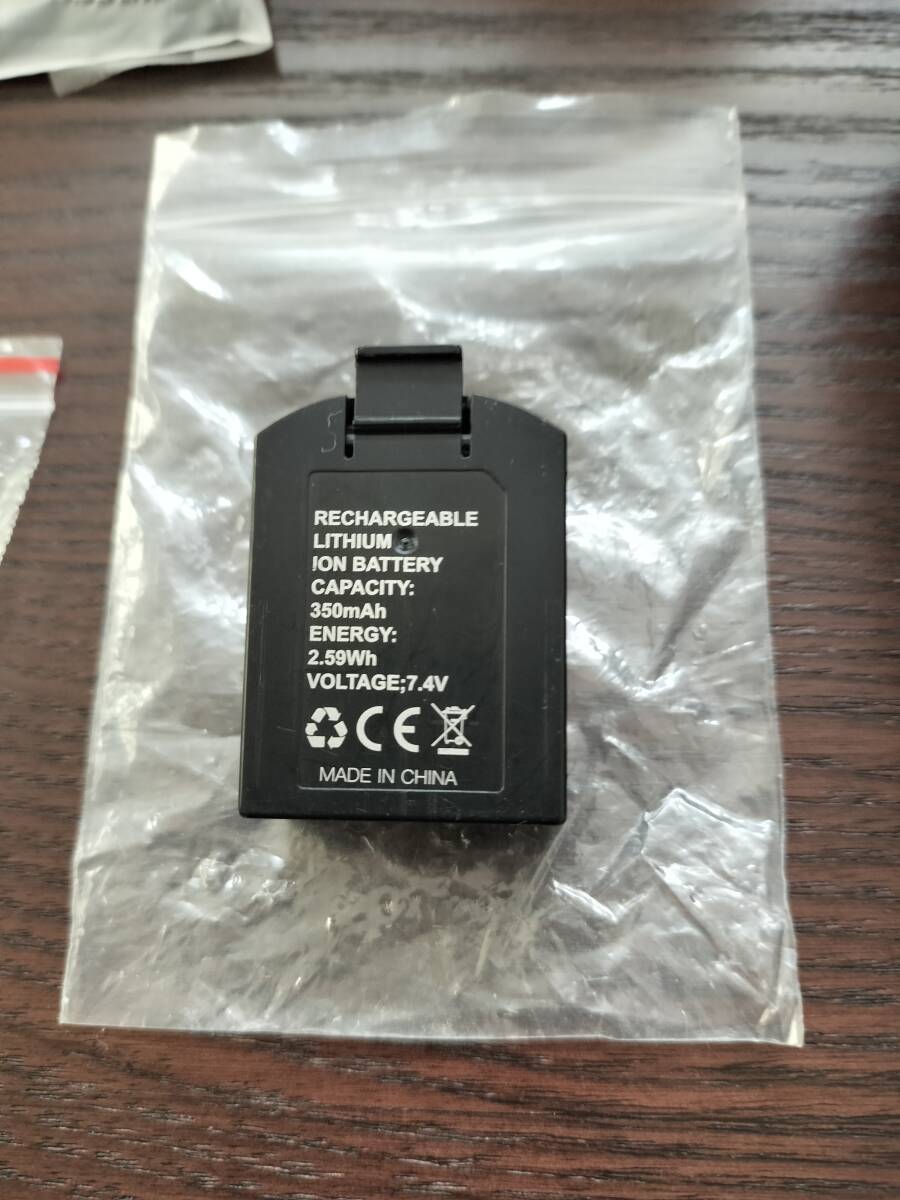 RECHARGEABLE
LITHIUM
ION BATTERY
CAPACITY:
350mAh
ENERGY:
2.59Wh
VOLTAGE;7.4V
CE
MADE IN CHINA